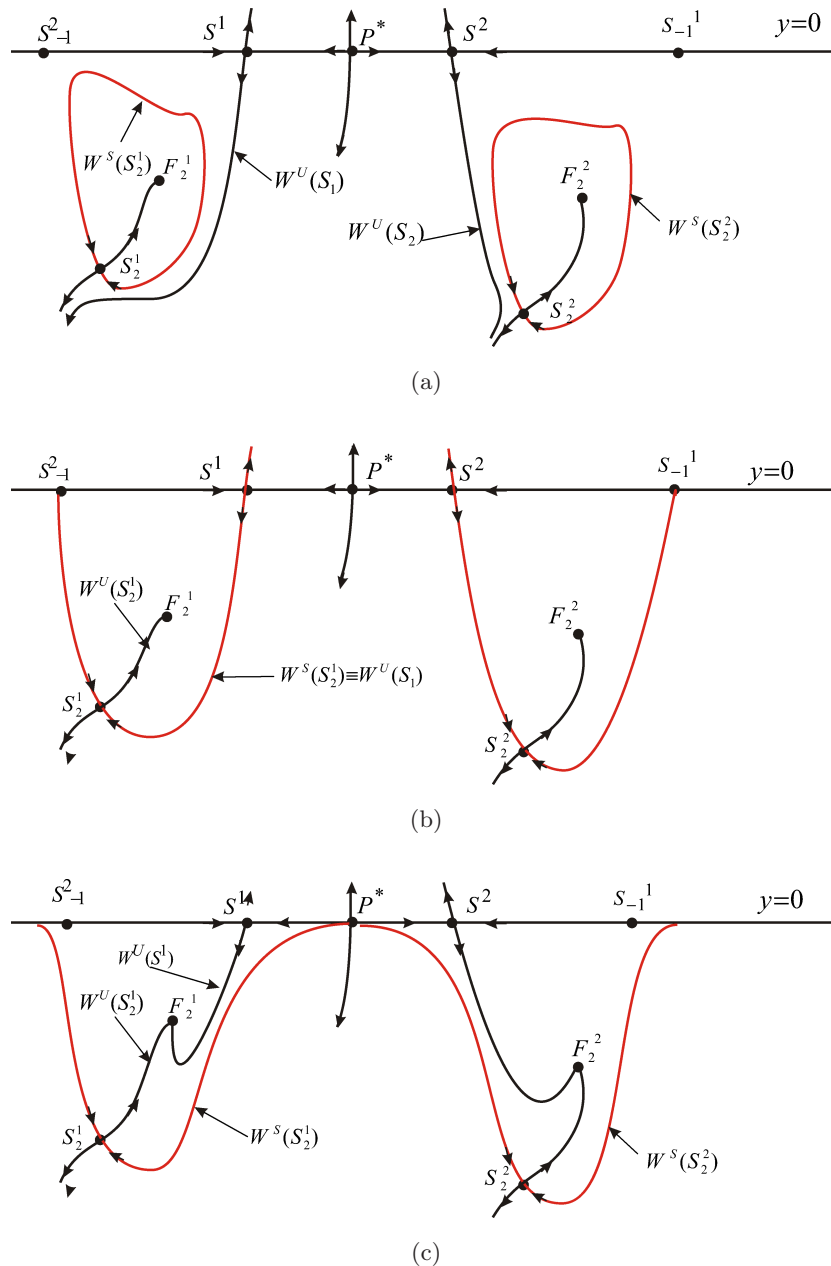 S²₋₁ S¹ P* S² S₋₁¹ y=0
W^S(S₂¹) F₂¹ W^U(S₁) F₂²
W^U(S₂) W^S(S₂²)
S₂¹ S₂²
(a)
S²₋₁ S¹ P* S² S₋₁¹ y=0
W^U(S₂¹) F₂¹ F₂²
W^S(S₂¹)≡W^U(S₁)
S₂¹ S₂²
(b)
S²₋₁ S¹ P* S² S₋₁¹ y=0
W^U(S¹)
W^U(S₂¹) F₂¹ F₂²
S₂¹ W^S(S₂¹) W^S(S₂²)
S₂²
(c)